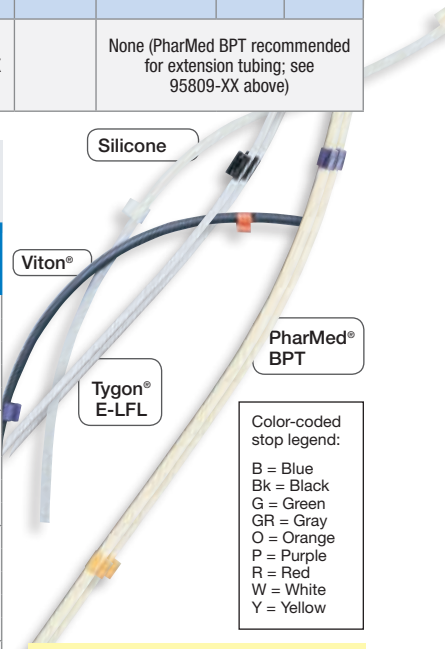 None (PharMed BPT recommended
for extension tubing; see
95809-XX above)
Silicone
Viton®
PharMed®
BPT
Tygon®
E-LFL
Color-coded
stop legend:
B = Blue
Bk = Black
G = Green
GR = Gray
O = Orange
P = Purple
R = Red
W = White
Y = Yellow